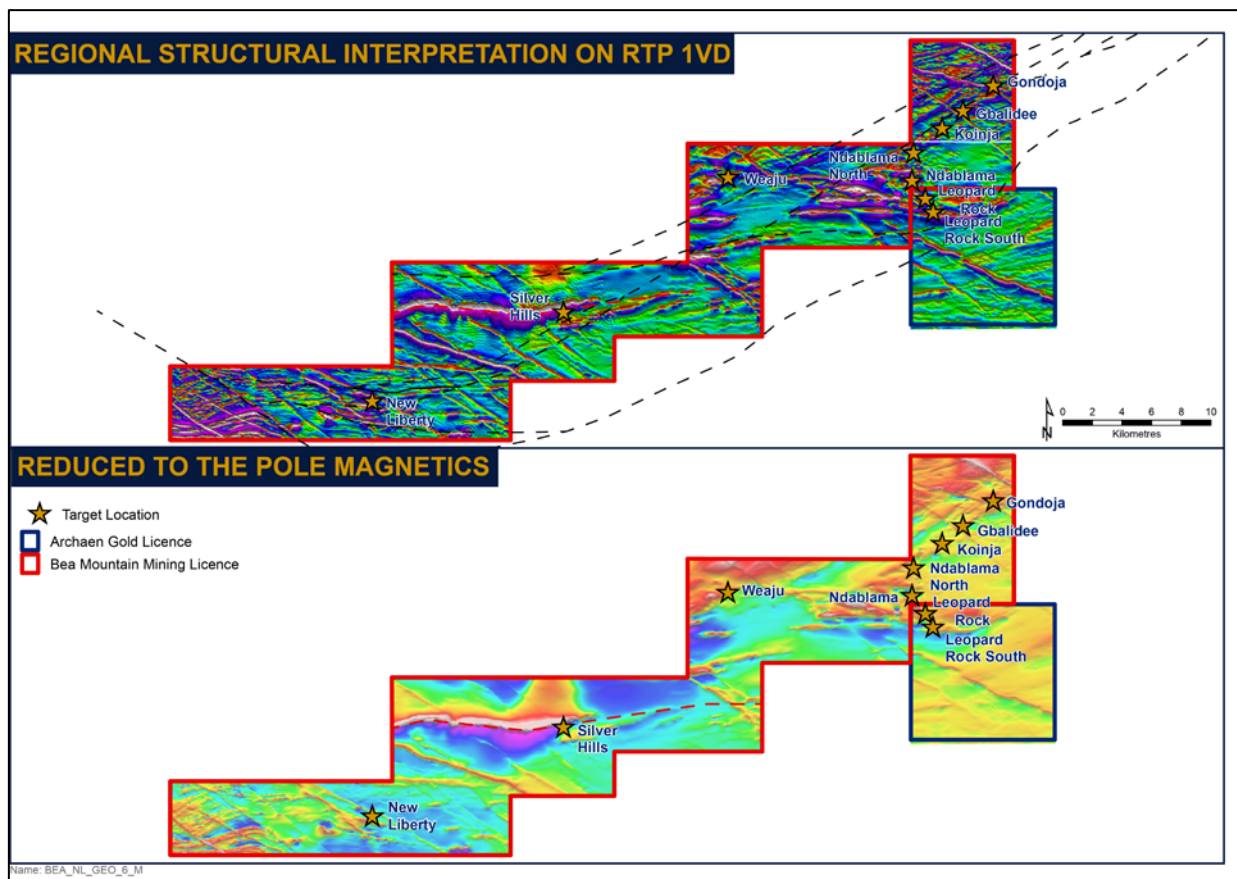 REGIONAL STRUCTURAL INTERPRETATION ON RTP 1VD
Gondoja
Gbalidee
Koinja
Ndablama
North
Weaju
Ndablama
Leopard
Rock
Leopard
Rock South
Silver
Hills
New
Liberty
N
0 2 4 6 8 10
Kilometres
REDUCED TO THE POLE MAGNETICS
Target Location
Archaen Gold Licence
Bea Mountain Mining Licence
Gondoja
Gbalidee
Koinja
Ndablama
North
Weaju
Ndablama
Leopard
Rock
Leopard
Rock South
Silver
Hills
New
Liberty
Name: BEA_NL_GEO_6_M